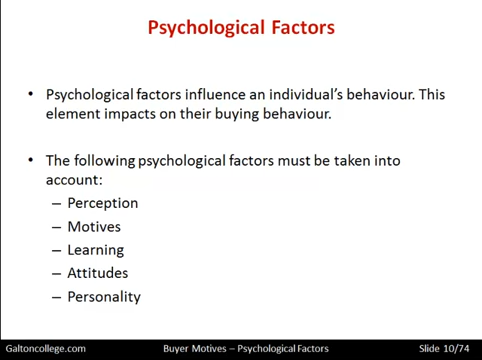 Psychological Factors
• Psychological factors influence an individual's behaviour. This
element impacts on their buying behaviour.
• The following psychological factors must be taken into
account:
– Perception
– Motives
– Learning
– Attitudes
– Personality
Galtoncollege.com Buyer Motives – Psychological Factors Slide 10/74